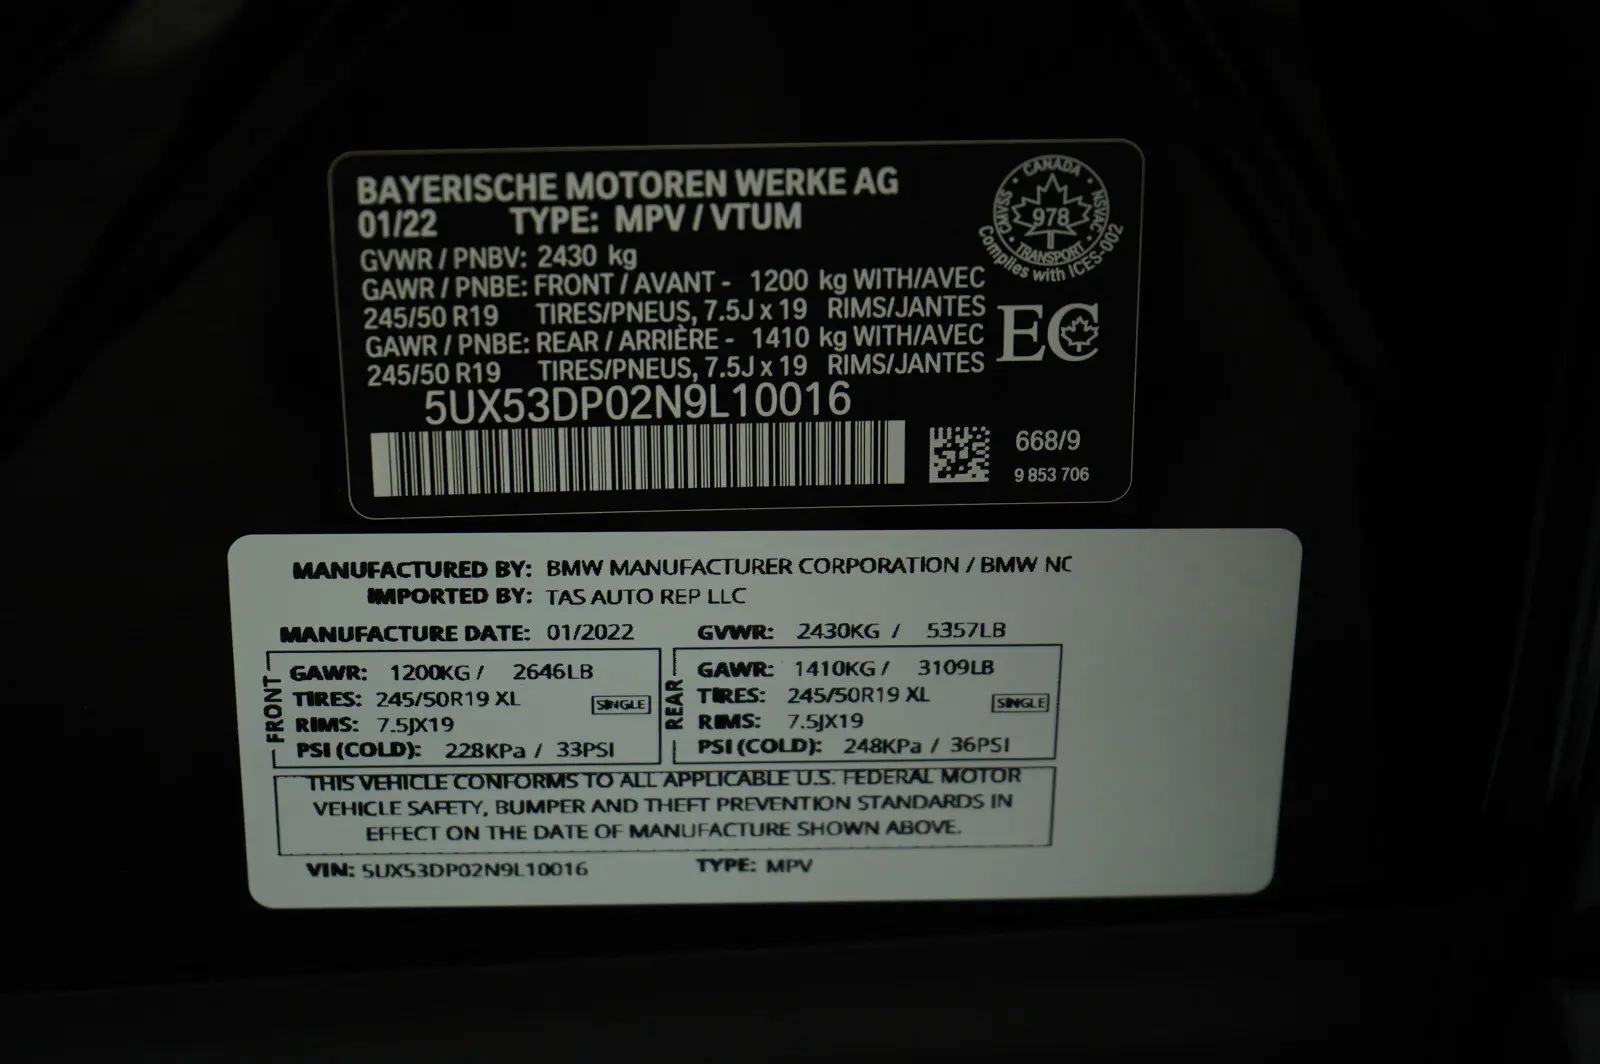 BAYERISCHE MOTOREN WERKE AG
01/22 TYPE: MPV / VTUM
GVWR / PNBV: 2430 kg
GAWR / PNBE: FRONT / AVANT - 1200 kg WITH/AVEC
245/50 R19 TIRES/PNEUS, 7.5J x 19 RIMS/JANTES
GAWR / PNBE: REAR / ARRIÈRE - 1410 kg WITH/AVEC
245/50 R19 TIRES/PNEUS, 7.5J x 19 RIMS/JANTES
5UX53DP02N9L10016
CANADA
CMVSS 978 NSVAC
TRANSPORT
Complies with ICES-002
EC
668/9
9 853 706
MANUFACTURED BY: BMW MANUFACTURER CORPORATION / BMW NC
IMPORTED BY: TAS AUTO REP LLC
MANUFACTURE DATE: 01/2022 GVWR: 2430KG / 5357LB
FRONT
GAWR: 1200KG / 2646LB
TIRES: 245/50R19 XL SINGLE
RIMS: 7.5JX19
PSI (COLD): 228KPa / 33PSI
REAR
GAWR: 1410KG / 3109LB
TIRES: 245/50R19 XL SINGLE
RIMS: 7.5JX19
PSI (COLD): 248KPa / 36PSI
THIS VEHICLE CONFORMS TO ALL APPLICABLE U.S. FEDERAL MOTOR
VEHICLE SAFETY, BUMPER AND THEFT PREVENTION STANDARDS IN
EFFECT ON THE DATE OF MANUFACTURE SHOWN ABOVE.
VIN: 5UX53DP02N9L10016 TYPE: MPV